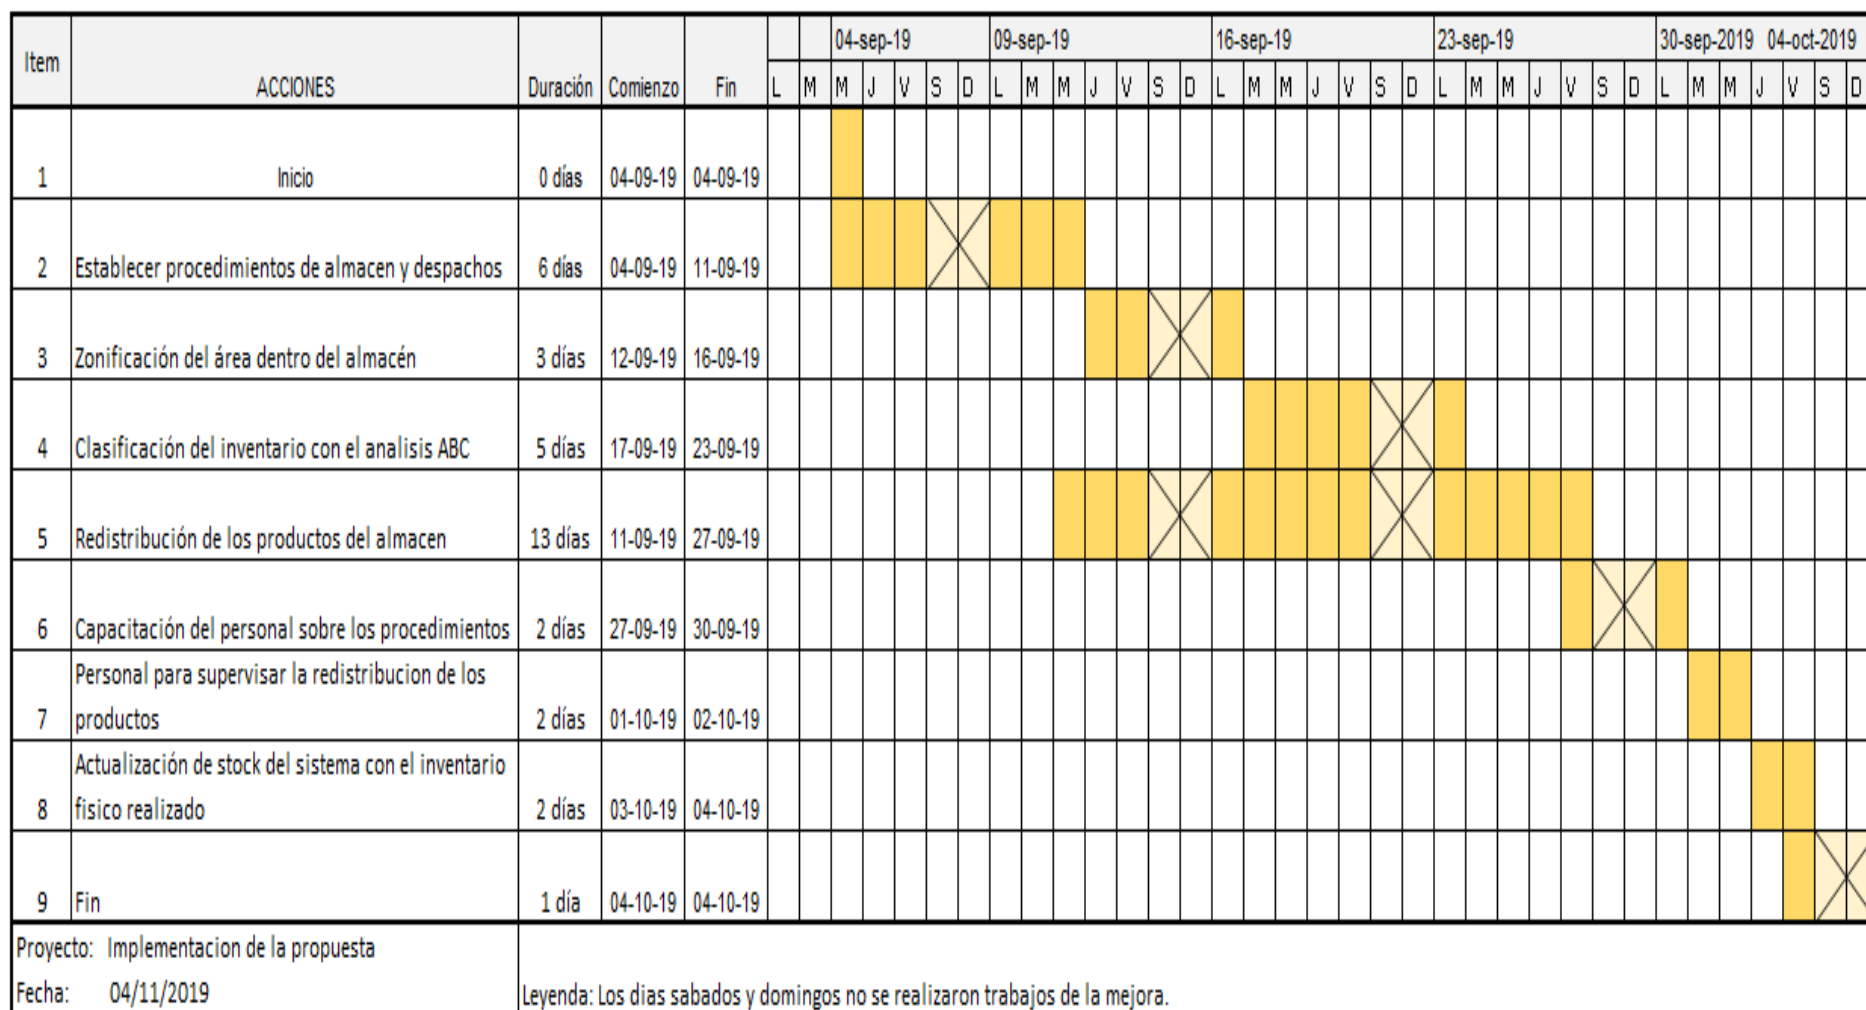 Item ACCIONES Duración Comienzo Fin 04-sep-19 09-sep-19 16-sep-19 23-sep-19 30-sep-2019 04-oct-2019
L M M J V S D L M M J V S D L M M J V S D L M M J V S D L M M J V S D
1 Inicio 0 días 04-09-19 04-09-19
2 Establecer procedimientos de almacen y despachos 6 días 04-09-19 11-09-19
3 Zonificación del área dentro del almacén 3 días 12-09-19 16-09-19
4 Clasificación del inventario con el analisis ABC 5 días 17-09-19 23-09-19
5 Redistribución de los productos del almacen 13 días 11-09-19 27-09-19
6 Capacitación del personal sobre los procedimientos 2 días 27-09-19 30-09-19
Personal para supervisar la redistribucion de los
7 productos 2 días 01-10-19 02-10-19
Actualización de stock del sistema con el inventario
8 fisico realizado 2 días 03-10-19 04-10-19
9 Fin 1 día 04-10-19 04-10-19
Proyecto: Implementacion de la propuesta
Fecha: 04/11/2019
Leyenda: Los dias sabados y domingos no se realizaron trabajos de la mejora.